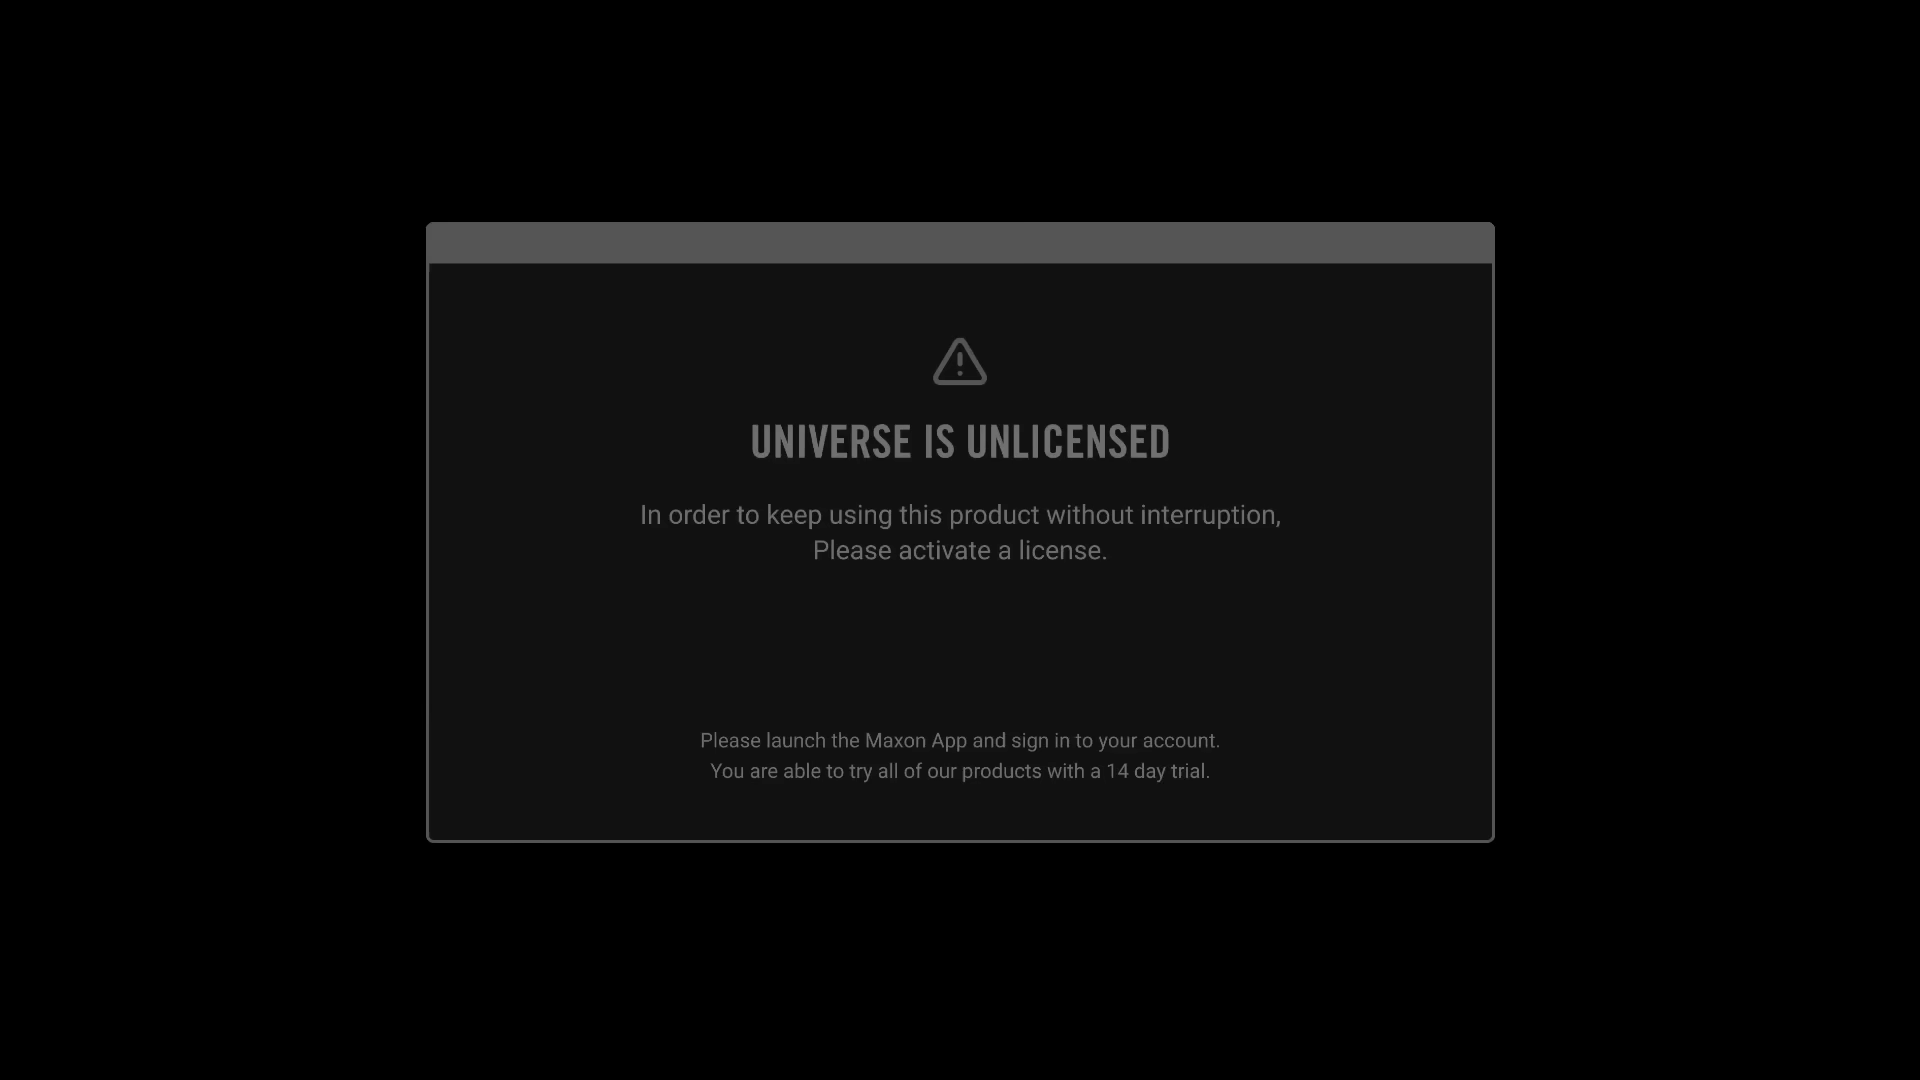 UNIVERSE IS UNLICENSED
In order to keep using this product without interruption,
Please activate a license.
Please launch the Maxon App and sign in to your account.
You are able to try all of our products with a 14 day trial.